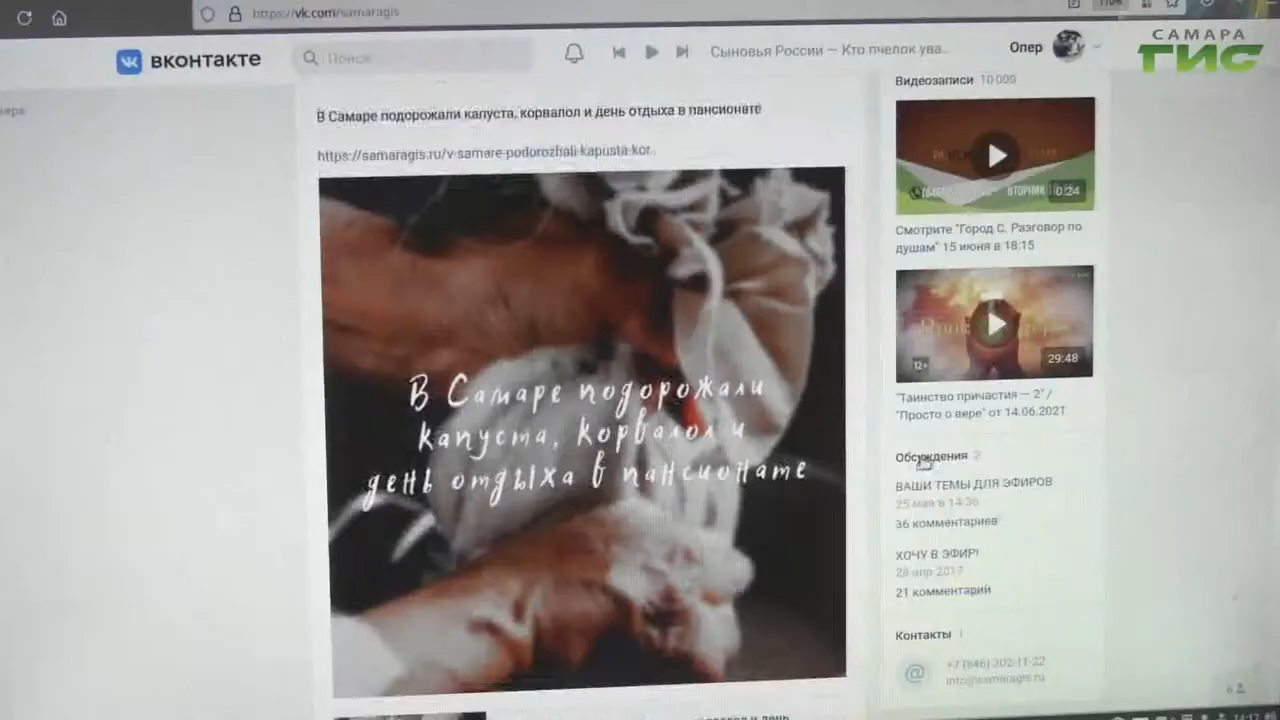 https://vk.com/samaragis
САМАРА
ГИС
вконтакте
Поиск
Сыновья России — Кто пчелок ува...
Опер
В Самаре подорожали капуста, корвалол и день отдыха в пансионате
https://samaragis.ru/v-samare-podorozhali-kapusta-kor..
В Самаре подорожали
капуста, корвалол и
день отдыха в пансионате
Видеозаписи 10 000
ВТОРНИК
0:24
Смотрите "Город С. Разговор по
душам" 15 июня в 18:15
12+
29:48
"Таинство причастия — 2" /
"Просто о вере" от 14.06.2021
Обсуждения 2
ВАШИ ТЕМЫ ДЛЯ ЭФИРОВ
25 мая в 14:36
36 комментариев
ХОЧУ В ЭФИР!
28 апр 2017
21 комментарий
Контакты 1
@
+7 (846) 202-11-22
info@samaragis.ru